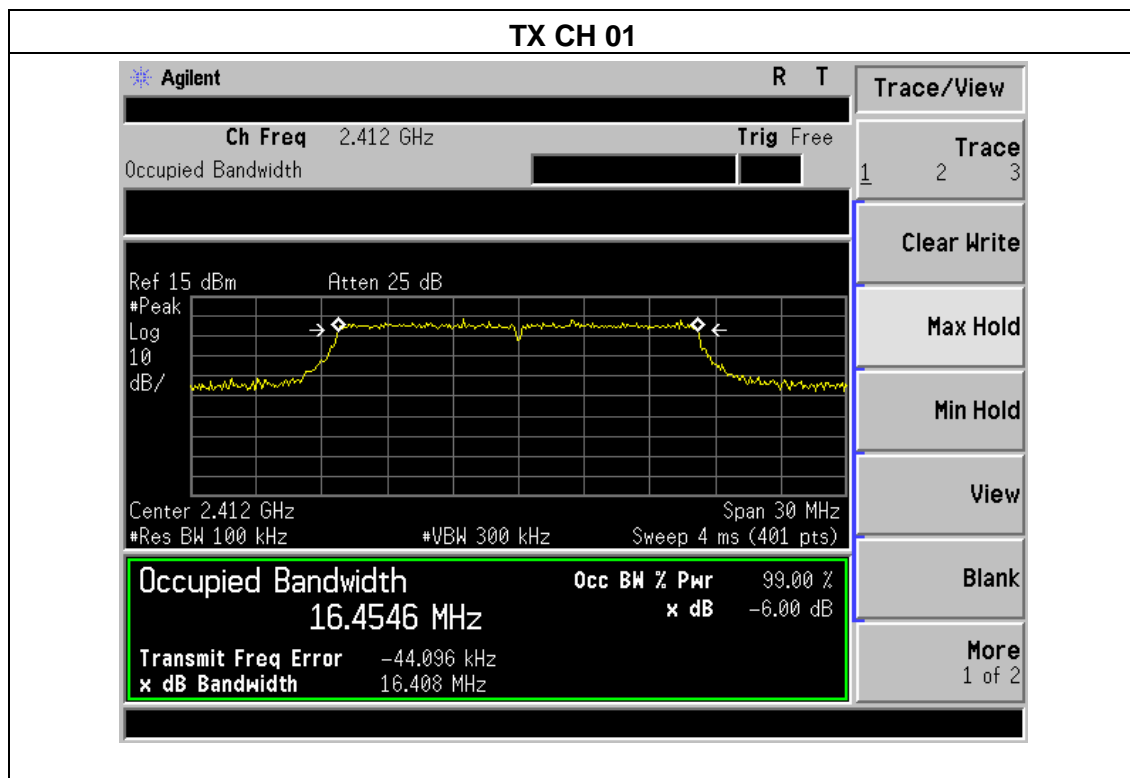 TX CH 01
Agilent R T
Ch Freq 2.412 GHz Trig Free
Occupied Bandwidth
Ref 15 dBm Atten 25 dB
#Peak
Log
10
dB/
Center 2.412 GHz Span 30 MHz
#Res BW 100 kHz #VBW 300 kHz Sweep 4 ms (401 pts)
Occupied Bandwidth Occ BW % Pwr 99.00 %
16.4546 MHz x dB -6.00 dB
Transmit Freq Error -44.096 kHz
x dB Bandwidth 16.408 MHz
Trace/View
Trace
1 2 3
Clear Write
Max Hold
Min Hold
View
Blank
More
1 of 2